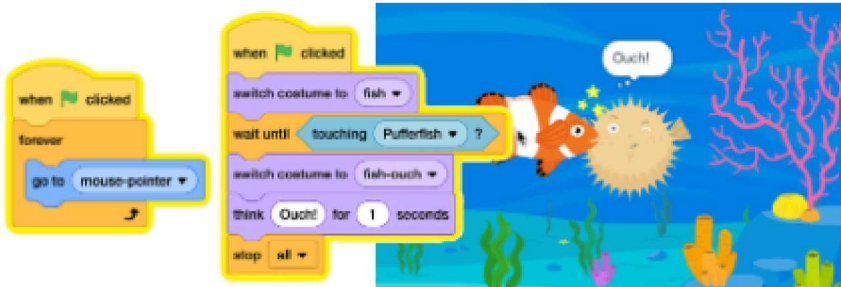 when clicked
forever
go to mouse-pointer
when clicked
switch costume to fish
wait until touching Pufferfish ?
switch costume to fish-ouch
think Ouch! for 1 seconds
stop all
Ouch!